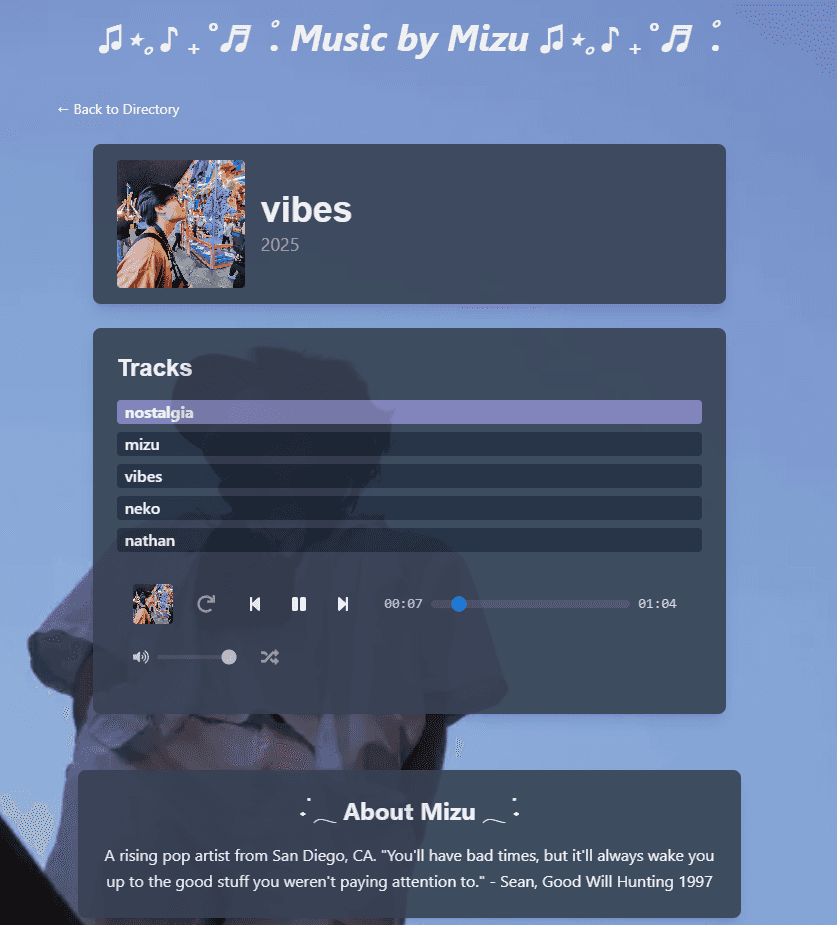 ♫⋆｡♪ ₊˚♬ ﾟ. Music by Mizu ♫⋆｡♪ ₊˚♬ ﾟ.
← Back to Directory
vibes
2025
Tracks
nostalgia
mizu
vibes
neko
nathan
00:07 01:04
About Mizu
A rising pop artist from San Diego, CA. "You'll have bad times, but it'll always wake you
up to the good stuff you weren't paying attention to." - Sean, Good Will Hunting 1997